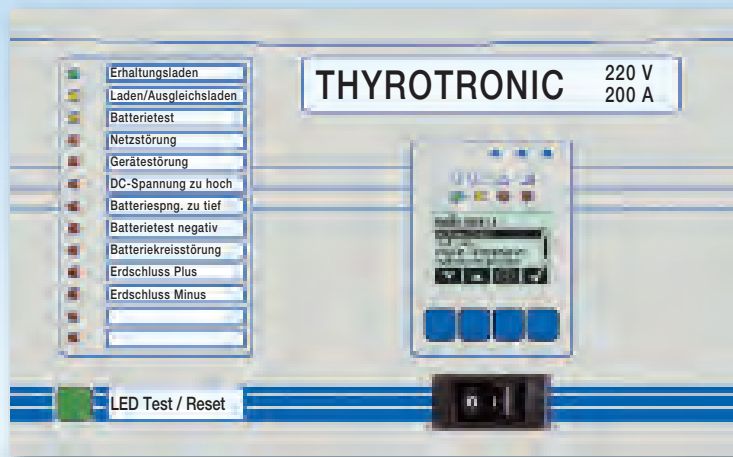 Erhaltungsladen
Laden/Ausgleichsladen
Batterietest
Netzstörung
Gerätestörung
DC-Spannung zu hoch
Batteriespng. zu tief
Batterietest negativ
Batteriekreisstörung
Erdschluss Plus
Erdschluss Minus
LED Test / Reset
THYROTRONIC
220 V
200 A